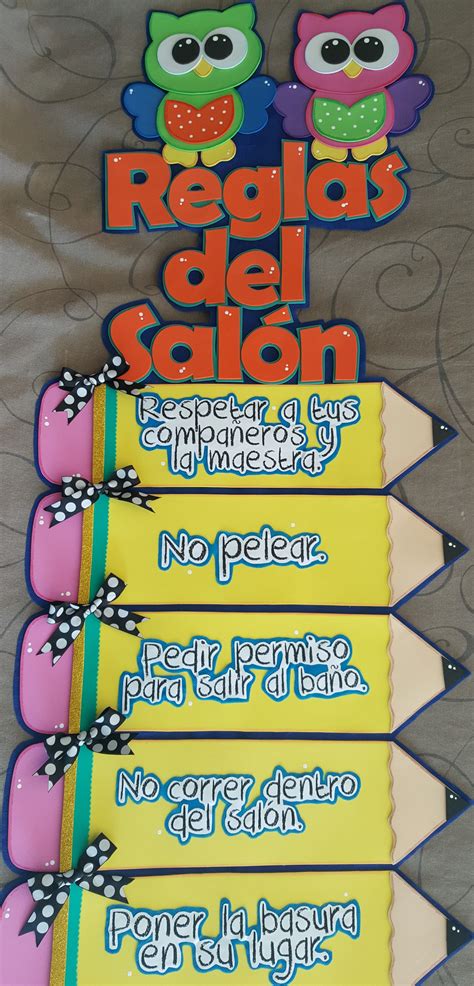 Reglas
del
Salón
Respetar a tus
compañeros y
la maestra.
No pelear.
Pedir permiso
para salir al baño.
No correr dentro
del salón.
Poner la basura
en su lugar.